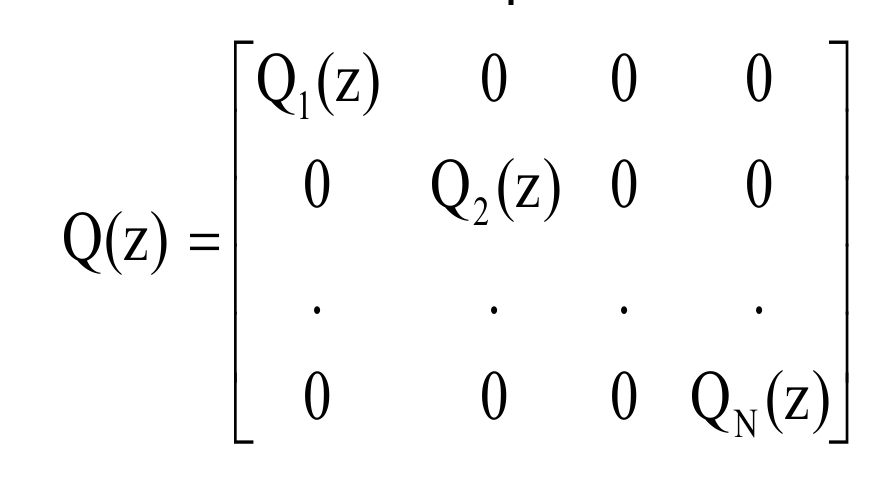 Q₁(z) 0 0 0
0 Q₂(z) 0 0
Q(z) =
. . . .
0 0 0 Q_N(z)